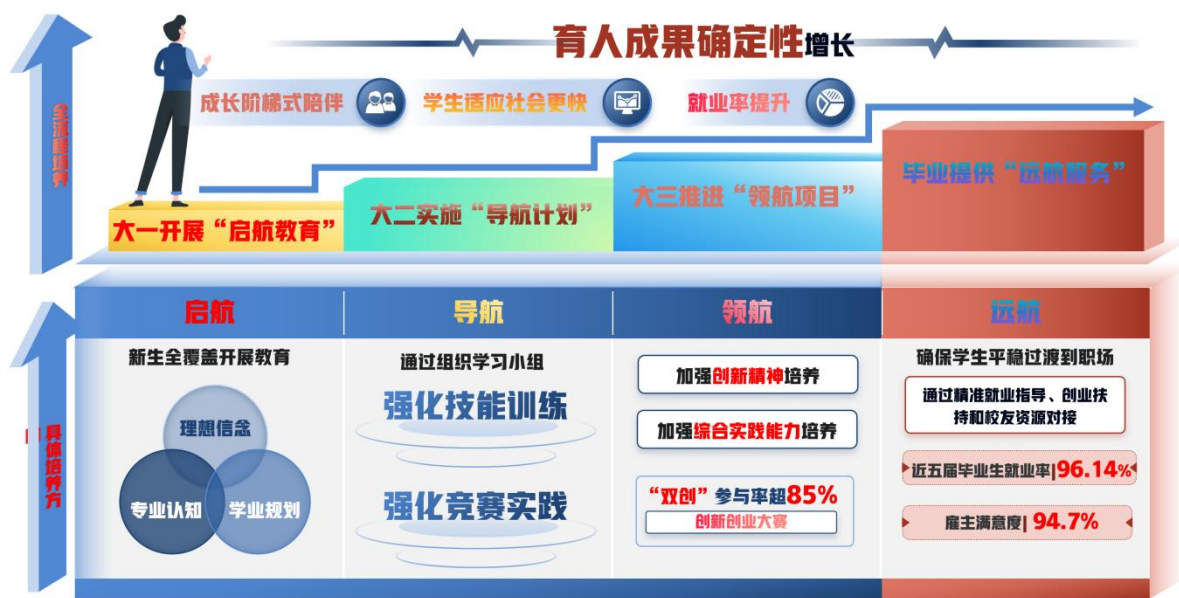 育人成果确定性增长
成长阶梯式陪伴
学生适应社会更快
就业率提升
全流程培养
大一开展“启航教育”
大二实施“导航计划”
大三推进“领航项目”
毕业提供“远航服务”
具体培养方
启航
导航
领航
远航
新生全覆盖开展教育
理想信念
专业认知
学业规划
通过组织学习小组
强化技能训练
强化竞赛实践
加强创新精神培养
加强综合实践能力培养
“双创”参与率超85%
创新创业大赛
确保学生平稳过渡到职场
通过精准就业指导、创业扶
持和校友资源对接
近五届毕业生就业率|96.14%
雇主满意度|94.7%